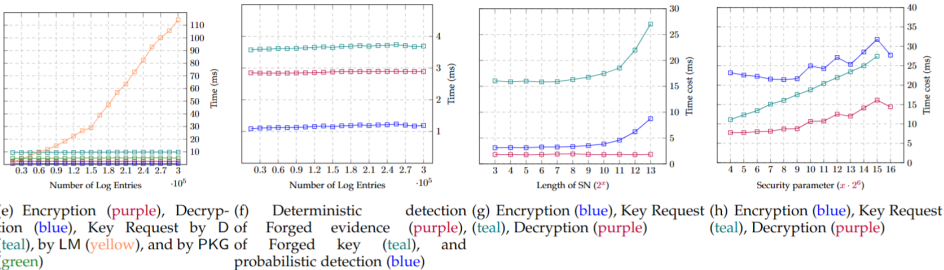 110
100
90
80
70
60
50
40
30
20
10
Time (ms)
0.3 0.6 0.9 1.2 1.5 1.8 2.1 2.4 2.7 3
Number of Log Entries
·10⁵
4
3
2
1
Time (ms)
0.3 0.6 0.9 1.2 1.5 1.8 2.1 2.4 2.7 3
Number of Log Entries
·10⁵
30
25
20
15
10
5
0
Time cost (ms)
3 4 5 6 7 8 9 10 11 12 13
Length of SN (2ˣ)
40
35
30
25
20
15
10
5
0
Time cost (ms)
4 5 6 7 8 9 10 11 12 13 14 15 16
Security parameter (x · 2⁶)
(e) Encryption (purple), Decryp-
tion (blue), Key Request by D
(teal), by LM (yellow), and by PKG
(green)
(f) Deterministic detection
of Forged evidence (purple),
of Forged key (teal), and
probabilistic detection (blue)
(g) Encryption (blue), Key Request
(teal), Decryption (purple)
(h) Encryption (blue), Key Request
(teal), Decryption (purple)